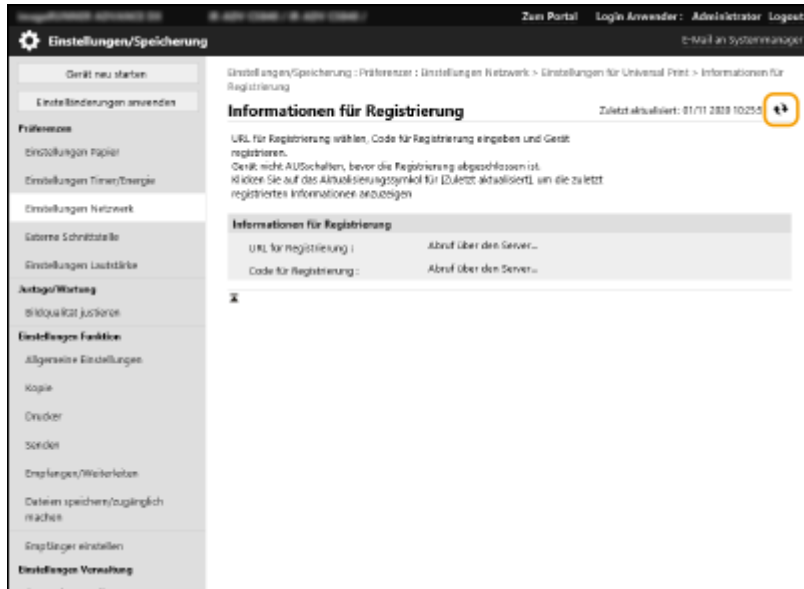 Zum Portal Login Anwender: Administrator Logout
Einstellungen/Speicherung
E-Mail an Systemmanager
Gerät neu starten
Einstelländerungen anwenden
Präferenzen
Einstellungen Papier
Einstellungen Timer/Energie
Einstellungen Netzwerk
Externe Schnittstelle
Einstellungen Lautstärke
Justage/Wartung
Bildqualität justieren
Einstellungen Funktion
Allgemeine Einstellungen
Kopie
Drucker
Senden
Empfangen/Weiterleiten
Dateien speichern/zugänglich
machen
Empfänger einstellen
Einstellungen Verwaltung
Einstellungen/Speicherung : Präferenzen : Einstellungen Netzwerk > Einstellungen für Universal Print > Informationen für
Registrierung
Informationen für Registrierung
Zuletzt aktualisiert: 01/11 2020 10:25:5
URL für Registrierung wählen, Code für Registrierung eingeben und Gerät
registrieren.
Gerät nicht AUSschalten, bevor die Registrierung abgeschlossen ist.
Klicken Sie auf das Aktualisierungssymbol für [Zuletzt aktualisiert], um die zuletzt
registrierten Informationen anzuzeigen
Informationen für Registrierung
URL für Registrierung : Abruf über den Server...
Code für Registrierung : Abruf über den Server...